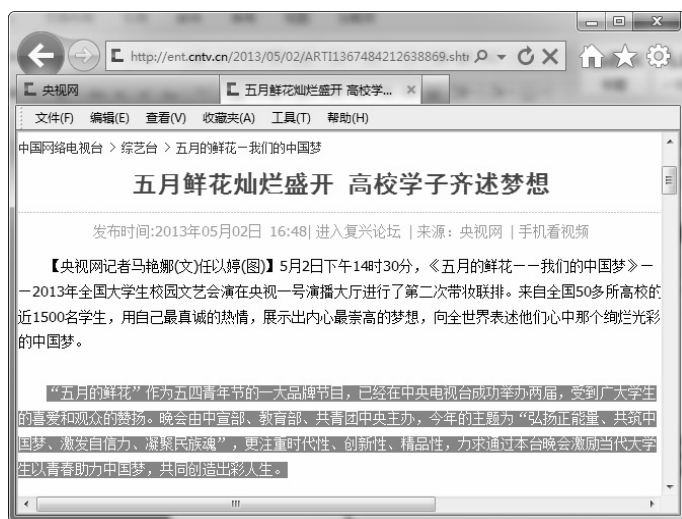 http://ent.cntv.cn/2013/05/02/ARTI1367484212638869.shtr
央视网
五月鲜花灿烂盛开 高校学...
文件(F) 编辑(E) 查看(V) 收藏夹(A) 工具(T) 帮助(H)
中国网络电视台 > 综艺台 > 五月的鲜花—我们的中国梦
五月鲜花灿烂盛开 高校学子齐述梦想
发布时间:2013年05月02日 16:48| 进入复兴论坛 | 来源：央视网 | 手机看视频
【央视网记者马艳娜(文)任以婷(图)】5月2日下午14时30分，《五月的鲜花——我们的中国梦》—
—2013年全国大学生校园文艺会演在央视一号演播大厅进行了第二次带妆联排。来自全国50多所高校的
近1500名学生，用自己最真诚的热情，展示出内心最崇高的梦想，向全世界表述他们心中那个绚烂光彩
的中国梦。
“五月的鲜花”作为五四青年节的一大品牌节目，已经在中央电视台成功举办两届，受到广大学生
的喜爱和观众的赞扬。晚会由中宣部、教育部、共青团中央主办，今年的主题为“弘扬正能量、共筑中
国梦、激发自信力、凝聚民族魂”，更注重时代性、创新性、精品性，力求通过本台晚会激励当代大学
生以青春助力中国梦，共同创造出彩人生。